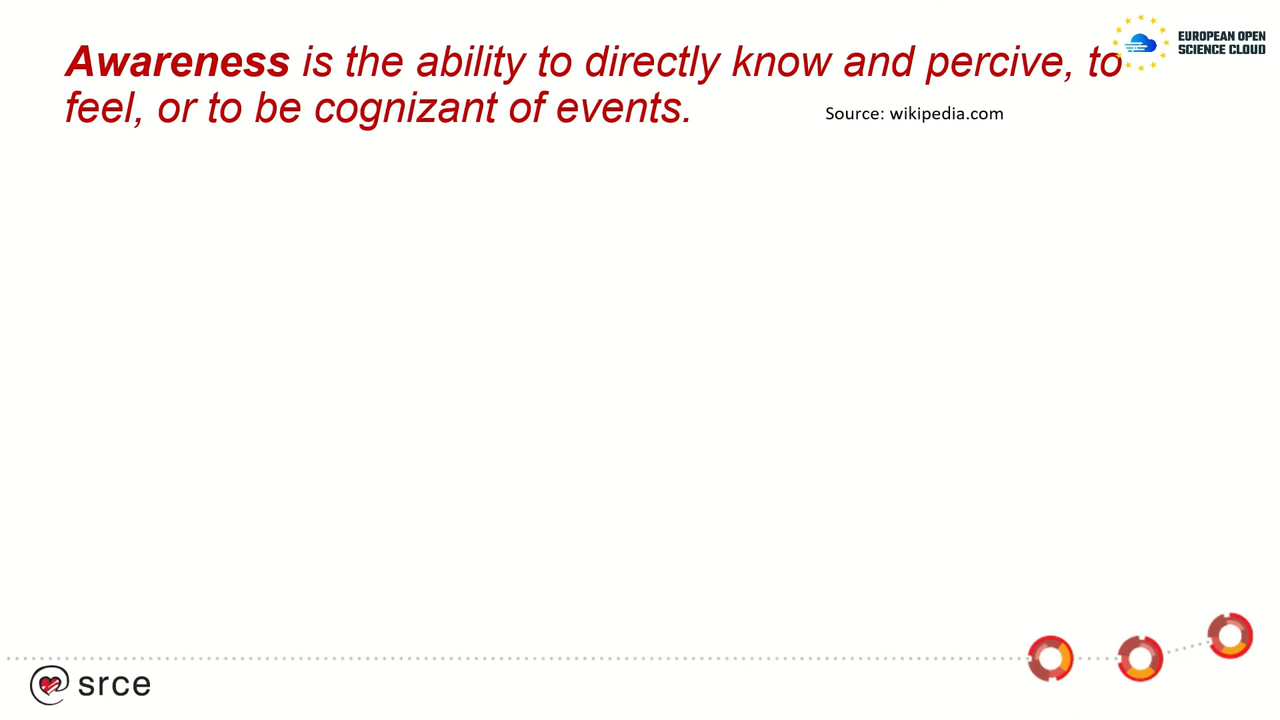 Awareness is the ability to directly know and percive, to
feel, or to be cognizant of events.
Source: wikipedia.com
EUROPEAN OPEN
SCIENCE CLOUD
srce